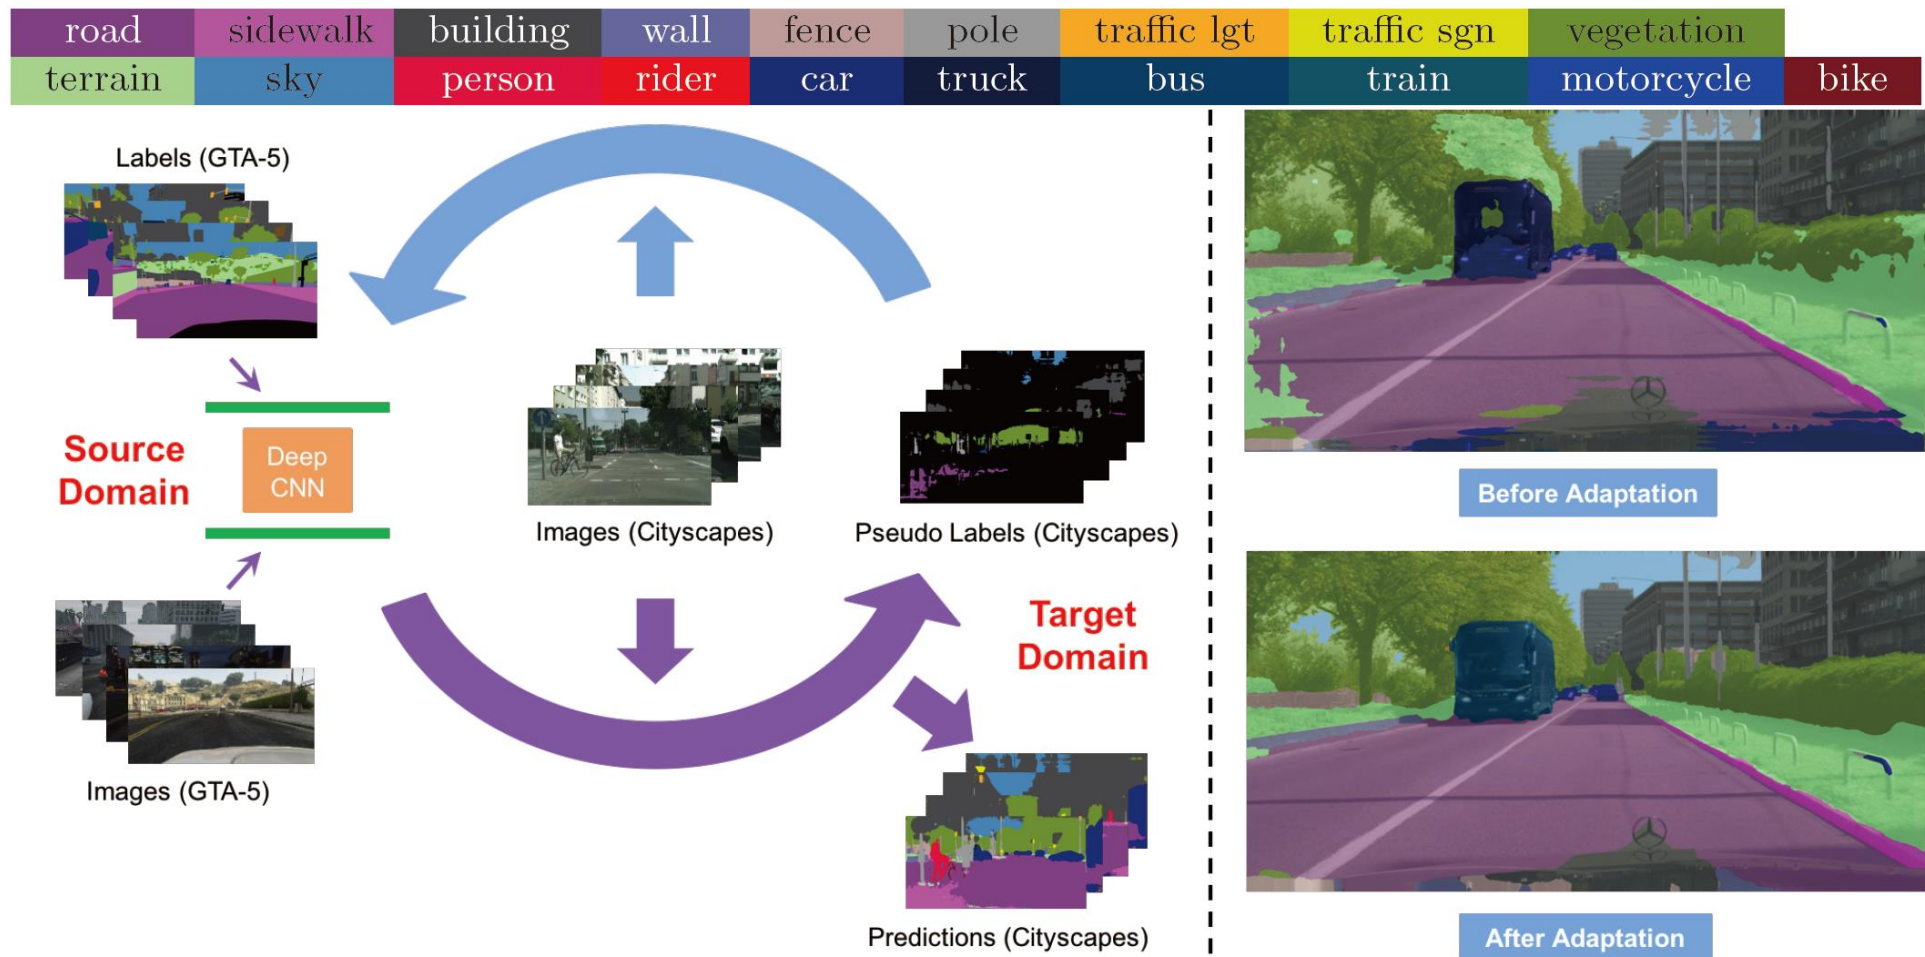 road sidewalk building wall fence pole traffic lgt traffic sgn vegetation
terrain sky person rider car truck bus train motorcycle bike
Labels (GTA-5)
Source
Domain
Deep
CNN
Images (Cityscapes)
Pseudo Labels (Cityscapes)
Before Adaptation
Target
Domain
Images (GTA-5)
Predictions (Cityscapes)
After Adaptation